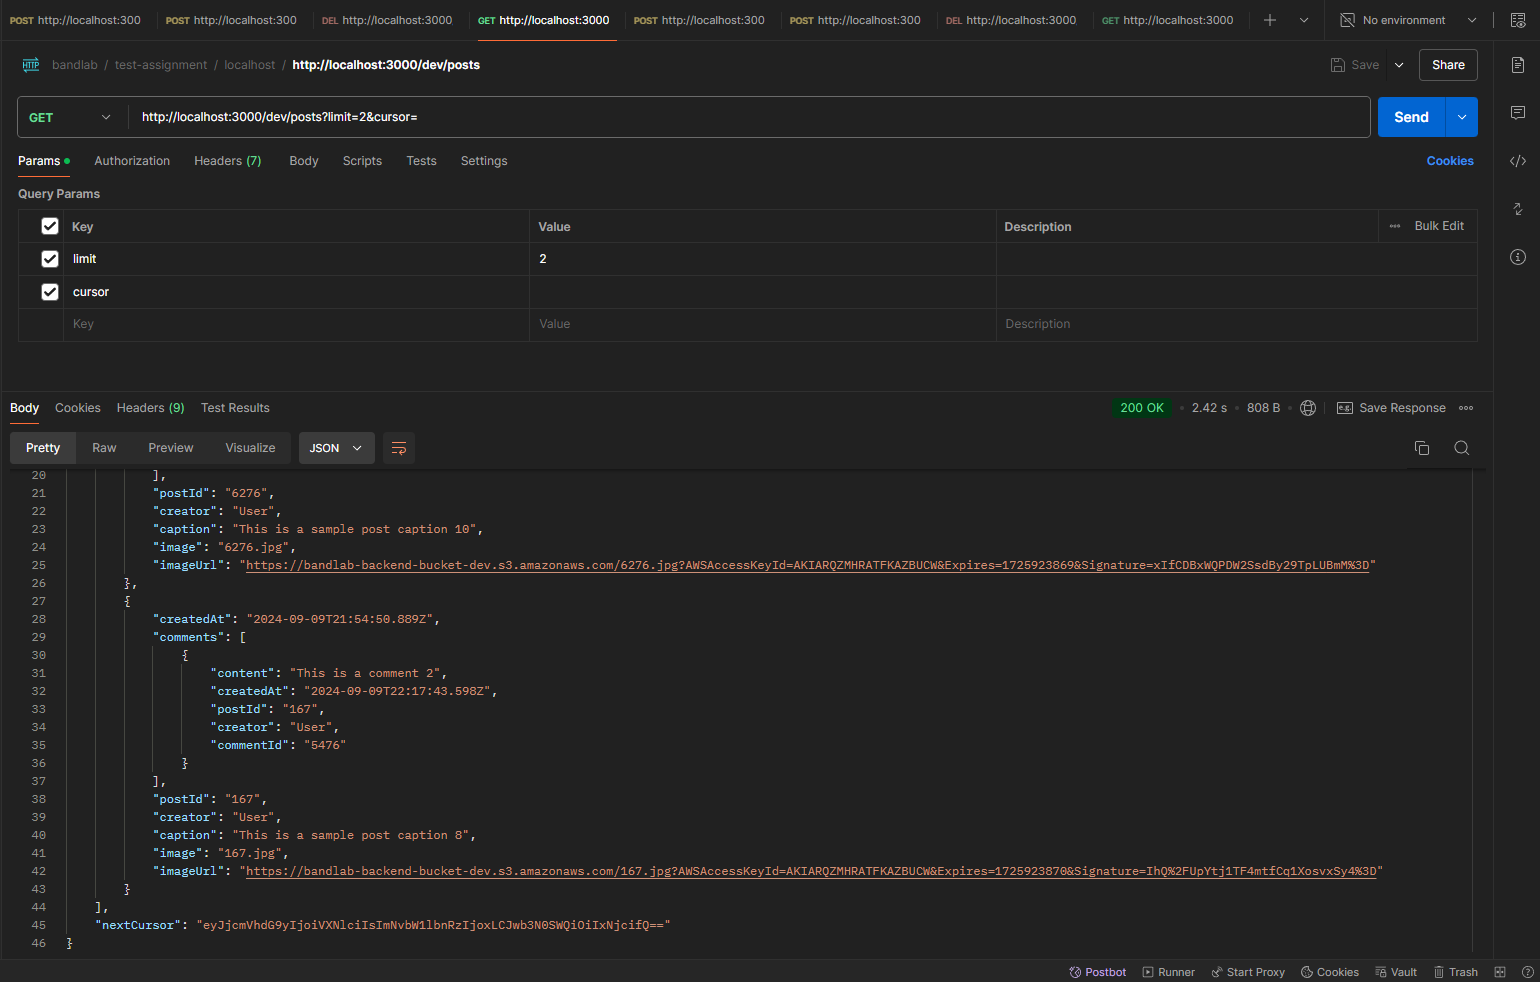 POST http://localhost:300 POST http://localhost:300 DEL http://localhost:3000 GET http://localhost:3000 POST http://localhost:300 POST http://localhost:300 DEL http://localhost:3000 GET http://localhost:3000 No environment
HTTP bandlab / test-assignment / localhost / http://localhost:3000/dev/posts Save Share
GET http://localhost:3000/dev/posts?limit=2&cursor= Send
Params Authorization Headers (7) Body Scripts Tests Settings Cookies
Query Params
Key Value Description Bulk Edit
limit 2
cursor
Key Value Description
Body Cookies Headers (9) Test Results 200 OK 2.42 s 808 B e.g. Save Response
Pretty Raw Preview Visualize JSON
20 ],
21 "postId": "6276",
22 "creator": "User",
23 "caption": "This is a sample post caption 10",
24 "image": "6276.jpg",
25 "imageUrl": "https://bandlab-backend-bucket-dev.s3.amazonaws.com/6276.jpg?AWSAccessKeyId=AKIARQZMHRATFKAZBUCW&Expires=1725923869&Signature=xIfCDBxWQPDW2SsdBy29TpLUBmM%3D"
26 },
27 {
28 "createdAt": "2024-09-09T21:54:50.889Z",
29 "comments": [
30 {
31 "content": "This is a comment 2",
32 "createdAt": "2024-09-09T22:17:43.598Z",
33 "postId": "167",
34 "creator": "User",
35 "commentId": "5476"
36 }
37 ],
38 "postId": "167",
39 "creator": "User",
40 "caption": "This is a sample post caption 8",
41 "image": "167.jpg",
42 "imageUrl": "https://bandlab-backend-bucket-dev.s3.amazonaws.com/167.jpg?AWSAccessKeyId=AKIARQZMHRATFKAZBUCW&Expires=1725923870&Signature=IhQ%2FUpYtj1TF4mtfCq1XosvxSy4%3D"
43 }
44 ],
45 "nextCursor": "eyJjcmVhdG9yIjoiVXNlciIsImNvbW1lbnRzIjoxLCJwb3N0SWQiOiIxNjcifQ=="
46 }
Postbot Runner Start Proxy Cookies Vault Trash